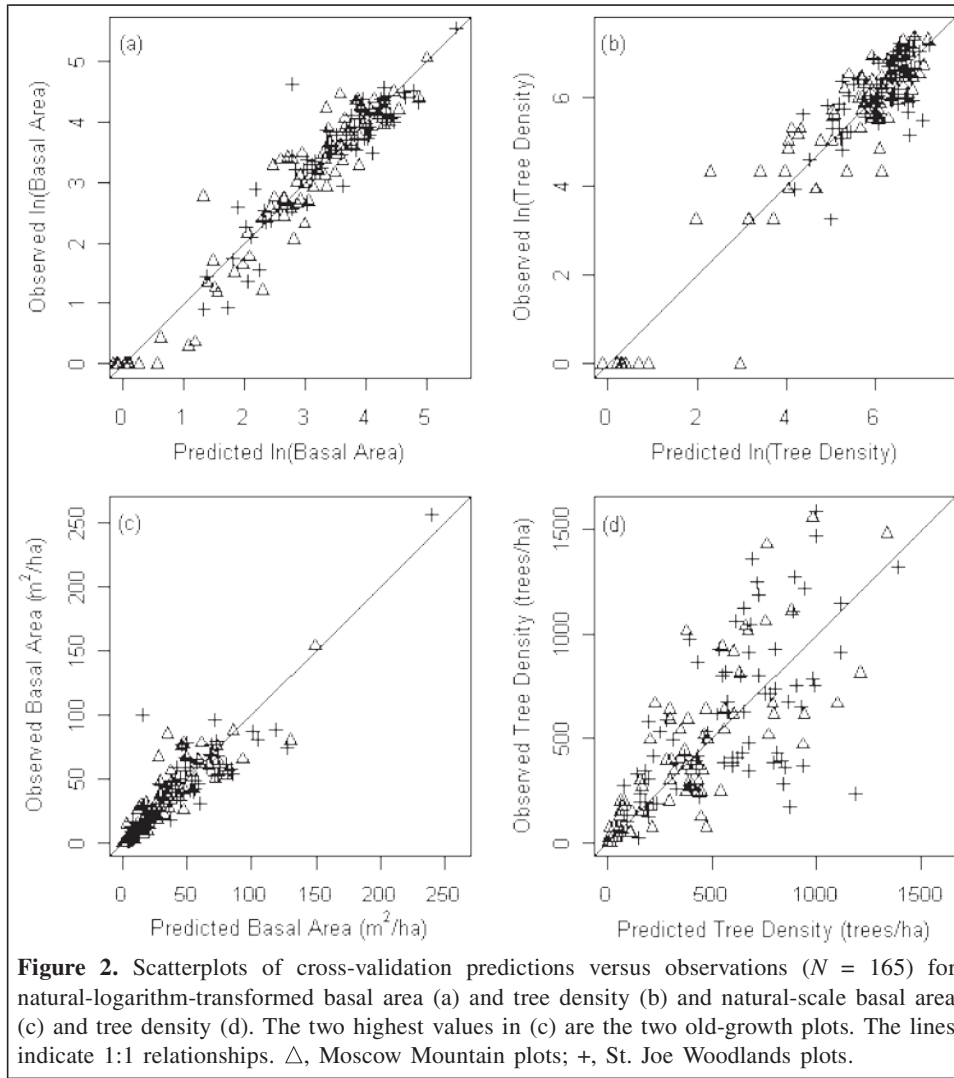 (a)
Observed ln(Basal Area)
0 1 2 3 4 5
0 1 2 3 4 5
Predicted ln(Basal Area)
(b)
Observed ln(Tree Density)
0 2 4 6
0 2 4 6
Predicted ln(Tree Density)
(c)
Observed Basal Area (m²/ha)
0 50 100 150 200 250
0 50 100 150 200 250
Predicted Basal Area (m²/ha)
(d)
Observed Tree Density (trees/ha)
0 500 1000 1500
0 500 1000 1500
Predicted Tree Density (trees/ha)
Figure 2. Scatterplots of cross-validation predictions versus observations (N = 165) for
natural-logarithm-transformed basal area (a) and tree density (b) and natural-scale basal area
(c) and tree density (d). The two highest values in (c) are the two old-growth plots. The lines
indicate 1:1 relationships. △, Moscow Mountain plots; +, St. Joe Woodlands plots.